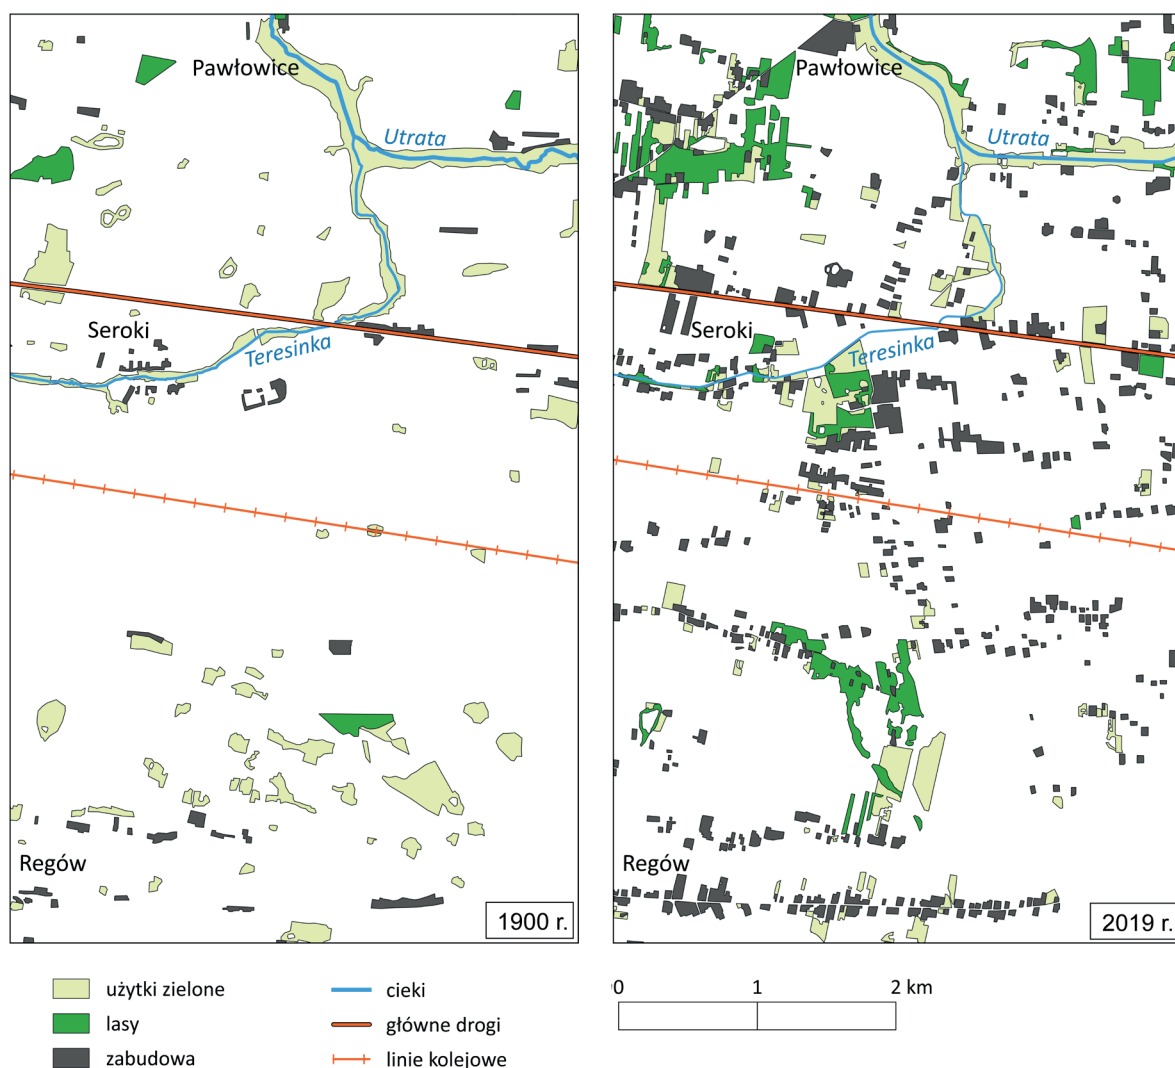 Pawłowice
Utrata
Seroki
Teresinka
Regów
1900 r.
Pawłowice
Utrata
Seroki
Teresinka
Regów
2019 r.
użytki zielone
lasy
zabudowa
cieki
główne drogi
linie kolejowe
0 1 2 km